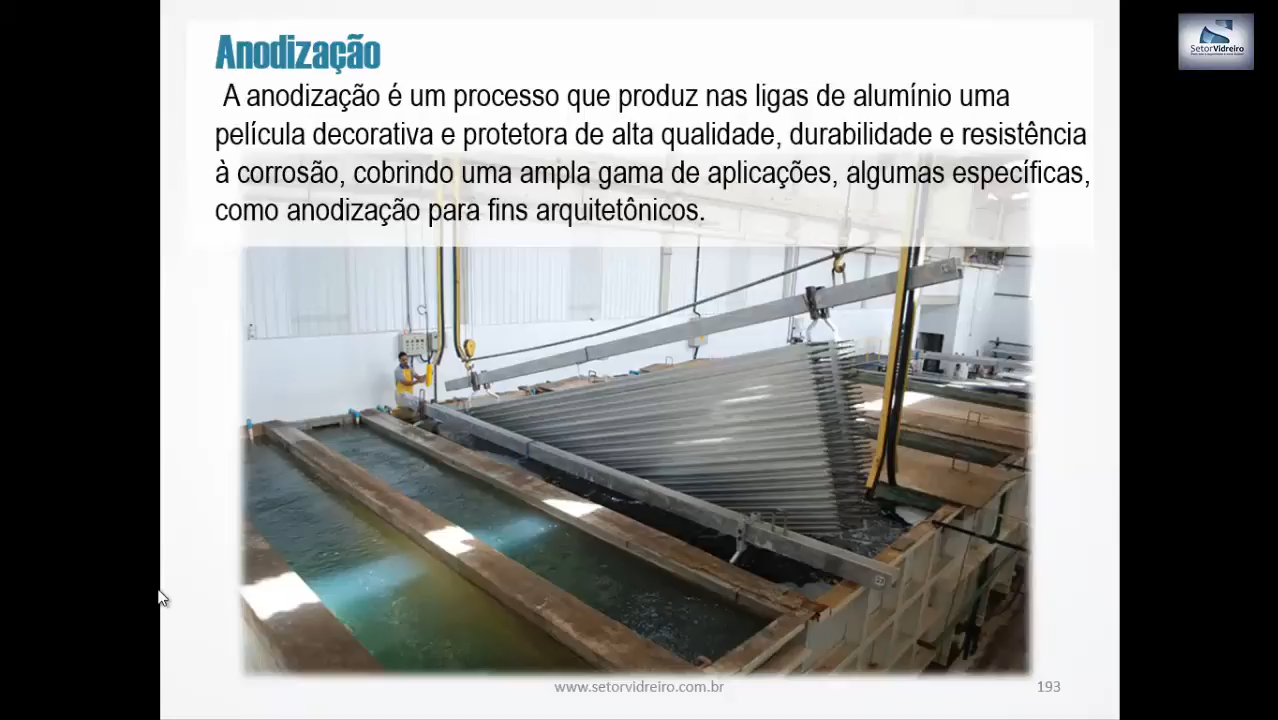 Anodização
A anodização é um processo que produz nas ligas de alumínio uma
película decorativa e protetora de alta qualidade, durabilidade e resistência
à corrosão, cobrindo uma ampla gama de aplicações, algumas específicas,
como anodização para fins arquitetônicos.
SetorVidreiro
www.setorvidreiro.com.br
193